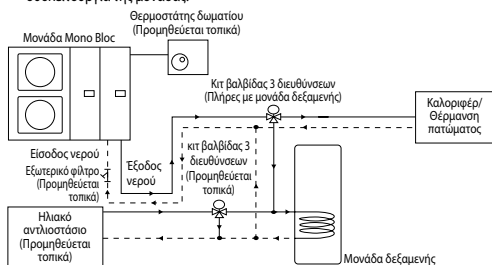 Θερμοστάτης δωματίου
(Προμηθεύεται τοπικά)
Μονάδα Mono Bloc
Κιτ βαλβίδας 3 διευθύνσεων
(Πλήρες με μονάδα δεξαμενής)
Καλοριφέρ/
Θέρμανση
πατώματος
Είσοδος νερού
Εξωτερικό φίλτρο
(Προμηθεύεται
τοπικά)
Έξοδος
νερού
κιτ βαλβίδας 3
διευθύνσεων
(Προμηθεύεται
τοπικά)
Ηλιακό
αντλιοστάσιο
(Προμηθεύεται
τοπικά)
Μονάδα δεξαμενής